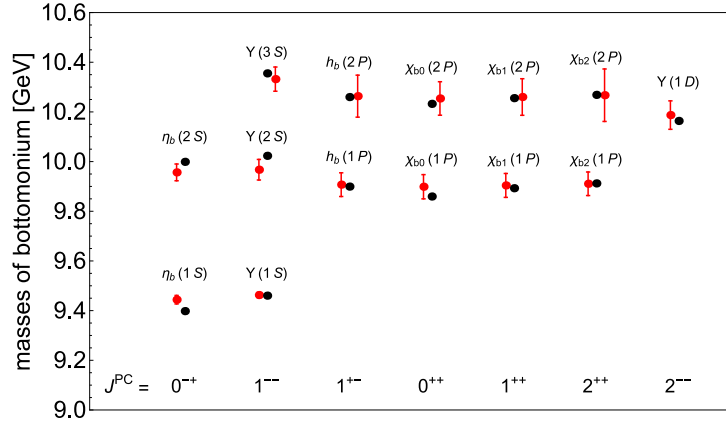 masses of bottomonium [GeV]
10.6
10.4
10.2
10.0
9.8
9.6
9.4
9.2
9.0
Υ(3 S) h_b(2 P) χ_b0(2 P) χ_b1(2 P) χ_b2(2 P) Υ(1 D)
η_b(2 S) Υ(2 S) h_b(1 P) χ_b0(1 P) χ_b1(1 P) χ_b2(1 P)
η_b(1 S) Υ(1 S)
J^PC = 0^-+ 1^-- 1^+- 0^++ 1^++ 2^++ 2^--